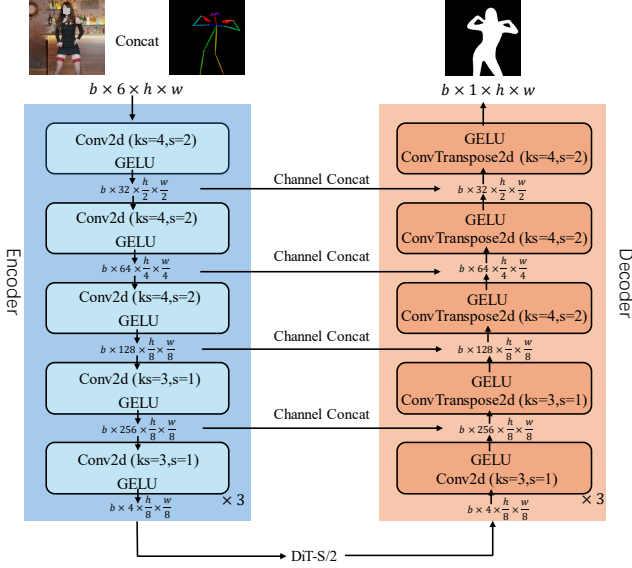 Concat
b × 6 × h × w
b × 1 × h × w
Encoder
Conv2d (ks=4,s=2)
GELU
b × 32 × h/2 × w/2
Conv2d (ks=4,s=2)
GELU
b × 64 × h/4 × w/4
Conv2d (ks=4,s=2)
GELU
b × 128 × h/8 × w/8
Conv2d (ks=3,s=1)
GELU
b × 256 × h/8 × w/8
Conv2d (ks=3,s=1)
GELU
× 3
b × 4 × h/8 × w/8
Channel Concat
Channel Concat
Channel Concat
Channel Concat
DiT-S/2
GELU
ConvTranspose2d (ks=4,s=2)
b × 32 × h/2 × w/2
GELU
ConvTranspose2d (ks=4,s=2)
b × 64 × h/4 × w/4
GELU
ConvTranspose2d (ks=4,s=2)
b × 128 × h/8 × w/8
GELU
ConvTranspose2d (ks=3,s=1)
b × 256 × h/8 × w/8
GELU
Conv2d (ks=3,s=1)
× 3
b × 4 × h/8 × w/8
Decoder